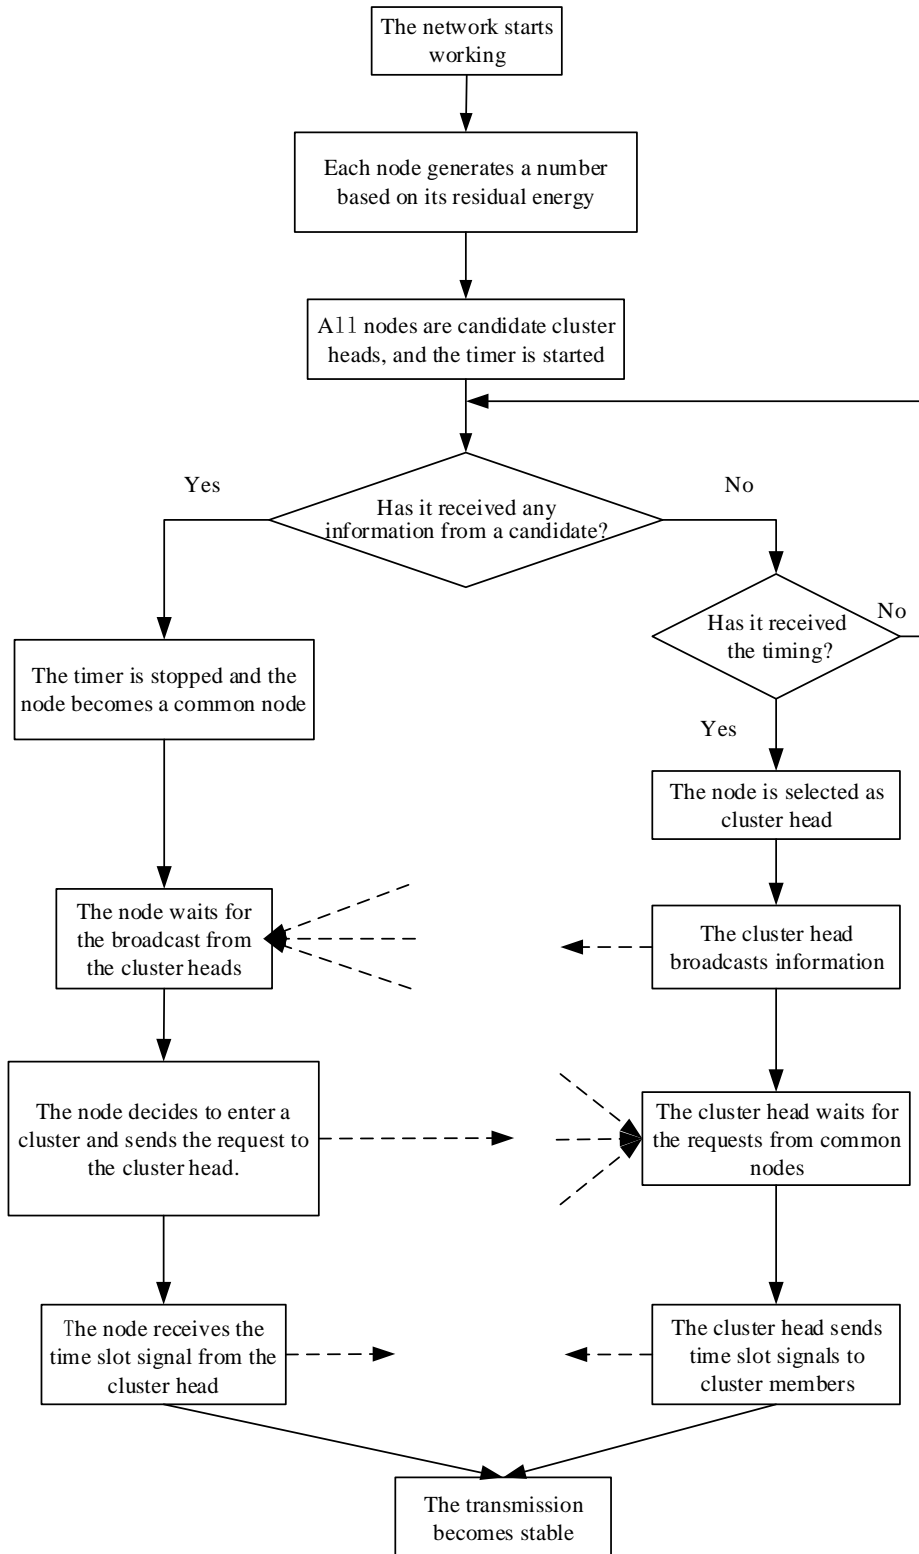 The network starts
working
Each node generates a number
based on its residual energy
All nodes are candidate cluster
heads, and the timer is started
Yes
No
Has it received any
information from a candidate?
No
Has it received
the timing?
The timer is stopped and the
node becomes a common node
Yes
The node is selected as
cluster head
The node waits for
the broadcast from
the cluster heads
The cluster head
broadcasts information
The node decides to enter a
cluster and sends the request to
the cluster head.
The cluster head waits for
the requests from common
nodes
The node receives the
time slot signal from the
cluster head
The cluster head sends
time slot signals to
cluster members
The transmission
becomes stable